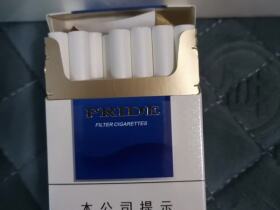 PRIDE
FILTER CIGARETTES
本公司提示